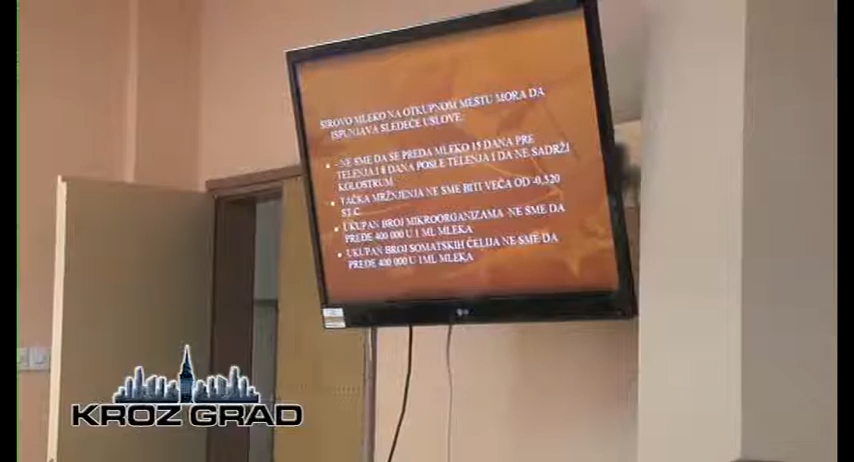 SIROVO MLEKO NA OTKUPNOM MESTU MORA DA
ISPUNJAVA SLEDEĆE USLOVE:
- NE SME DA SE PREDA MLEKO 15 DANA PRE
TELENJA I 8 DANA POSLE TELENJA I DA NE SADRŽI
KOLOSTRUM
TAČKA MRŽNJENJA NE SME BITI VEĆA OD -0,520
ST C
UKUPAN BROJ MIKROORGANIZAMA NE SME DA
PREĐE 400 000 U 1 ML MLEKA
UKUPAN BROJ SOMATSKIH ĆELIJA NE SME DA
PREĐE 400 000 U 1ML MLEKA
LG
KROZ GRAD